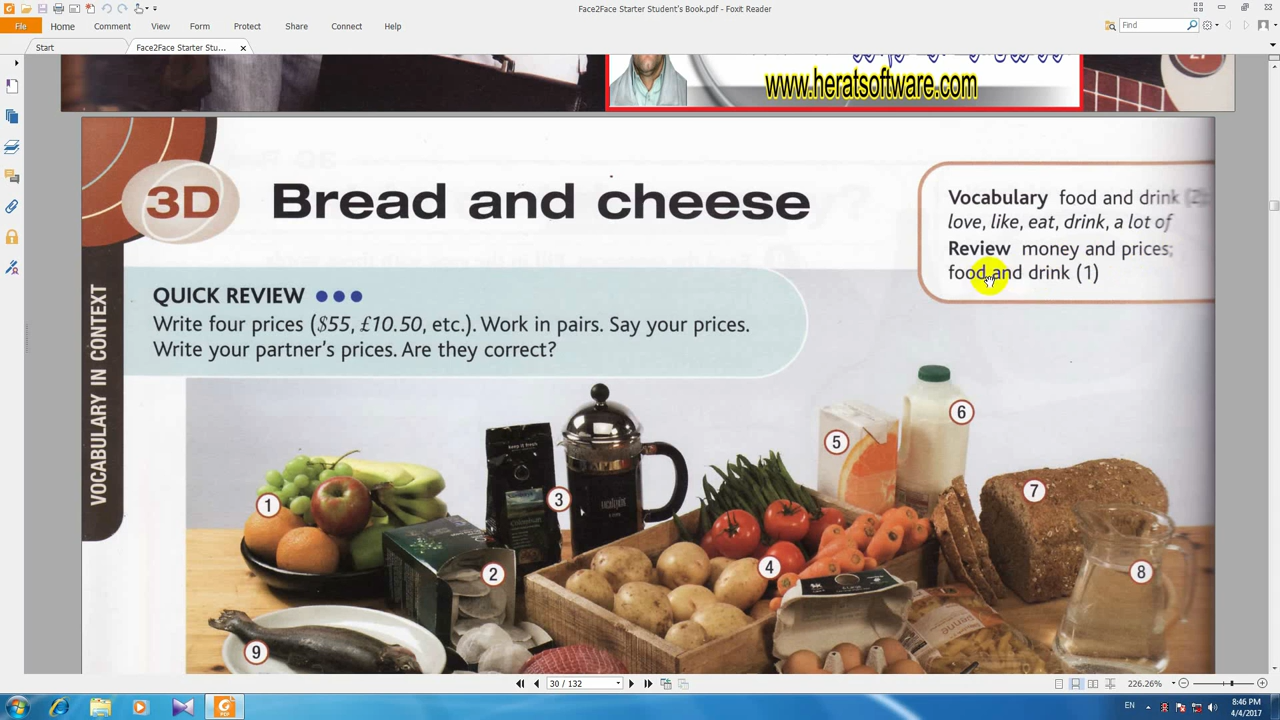 Face2Face Starter Student's Book.pdf - Foxit Reader
File Home Comment View Form Protect Share Connect Help
Find
Start
Face2Face Starter Stu...
www.heratsoftware.com
3D Bread and cheese
Vocabulary food and drink (2);
love, like, eat, drink, a lot of
Review money and prices;
food and drink (1)
QUICK REVIEW
Write four prices ($55, £10.50, etc.). Work in pairs. Say your prices.
Write your partner's prices. Are they correct?
VOCABULARY IN CONTEXT
keep it fresh
1
2
3
4
5
6
7
8
9
30 / 132
226.26%
EN
8:46 PM
4/4/2017